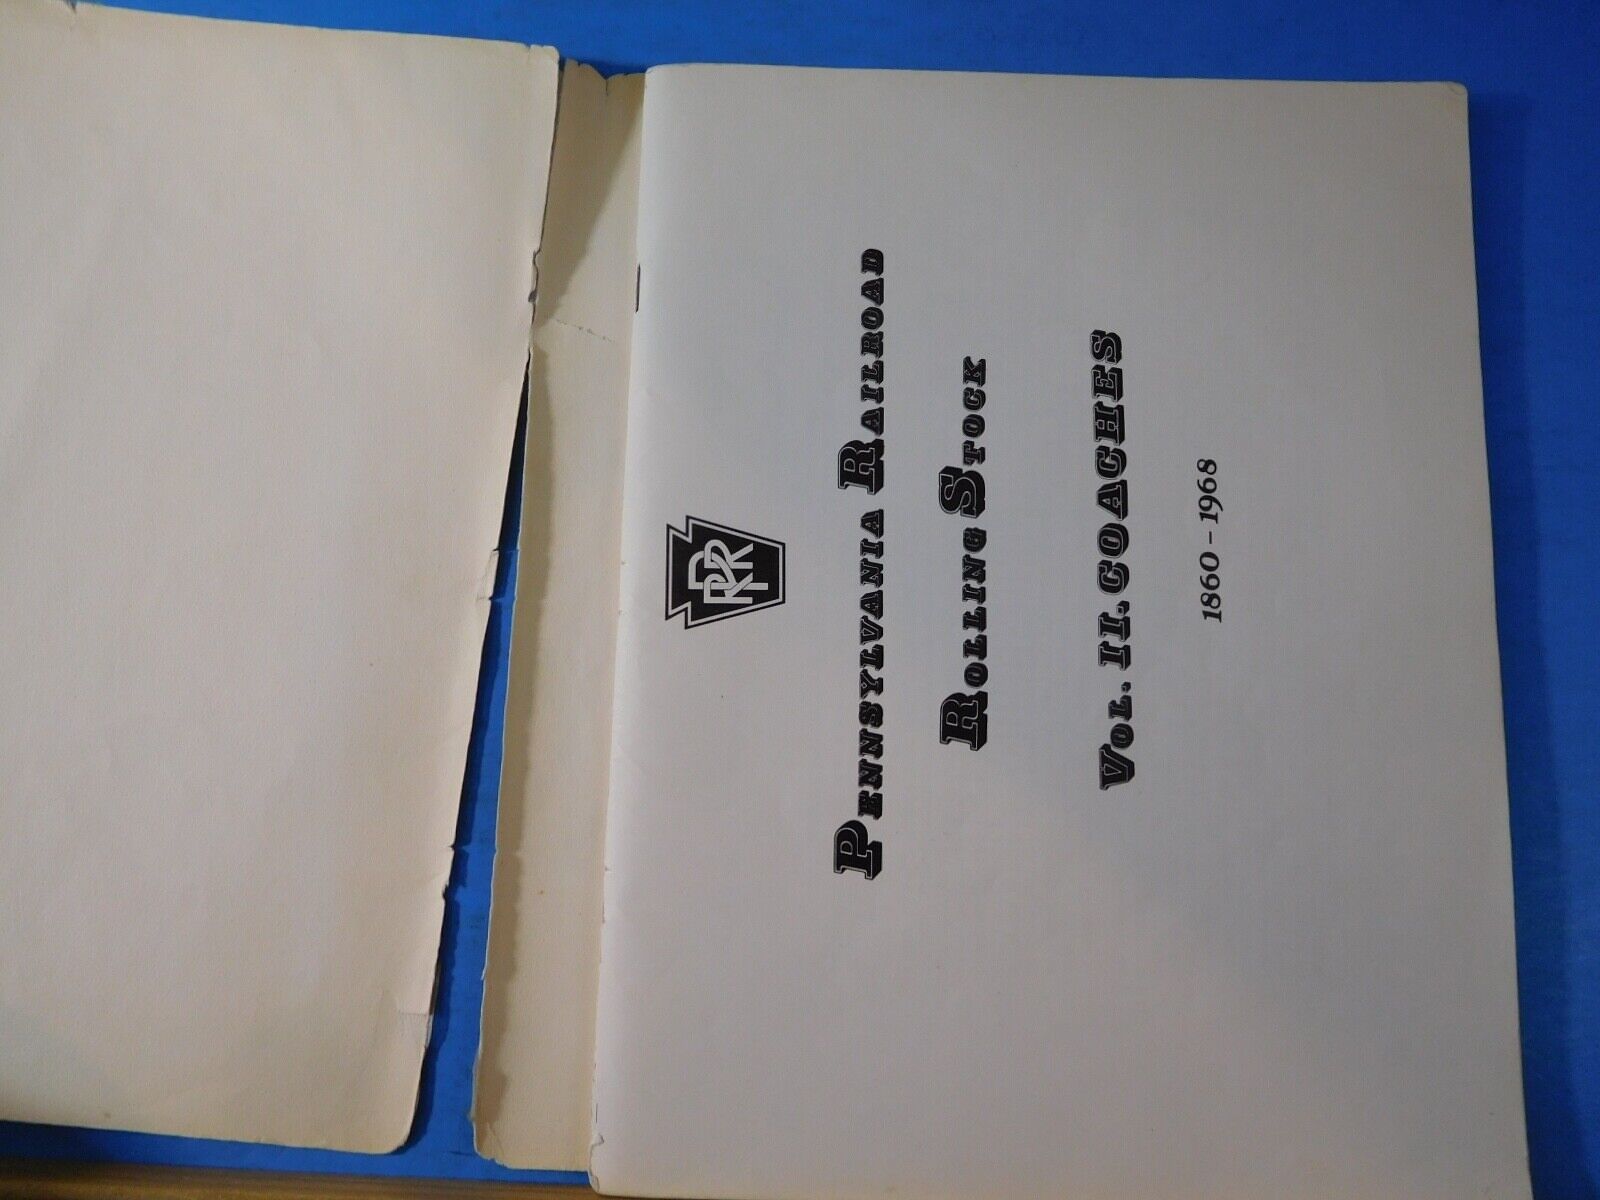 PRR
PENNSYLVANIA RAILROAD
ROLLING STOCK
VOL. II. COACHES
1860 – 1968